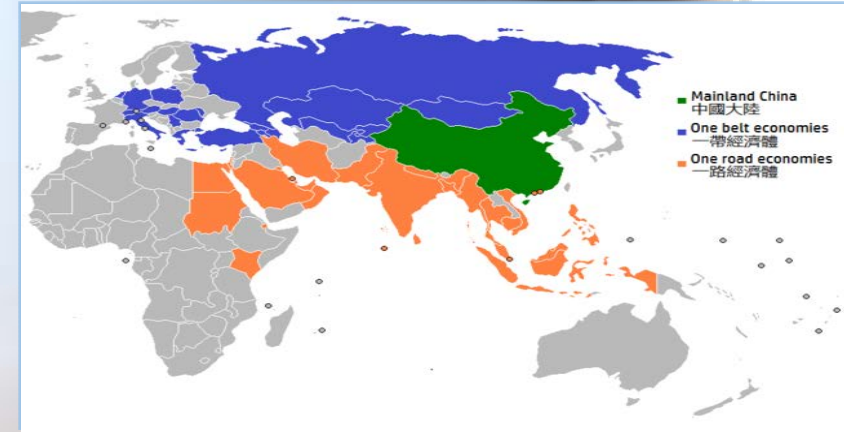 Mainland China
中國大陸
One belt economies
一帶經濟體
One road economies
一路經濟體